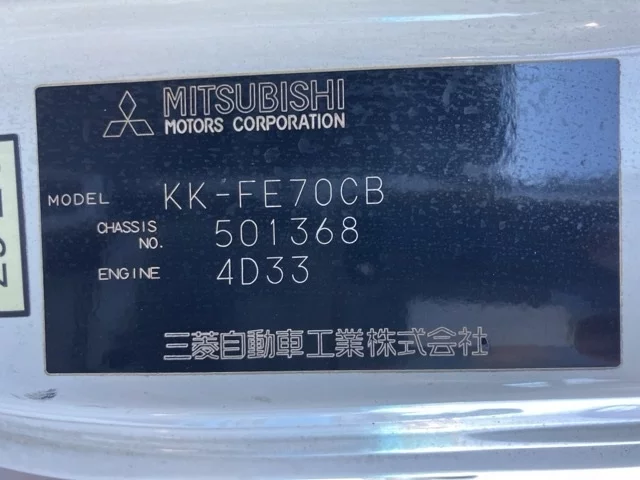 MITSUBISHI
MOTORS CORPORATION
MODEL KK-FE70CB
CHASSIS NO. 501368
ENGINE 4D33
三菱自動車工業株式会社